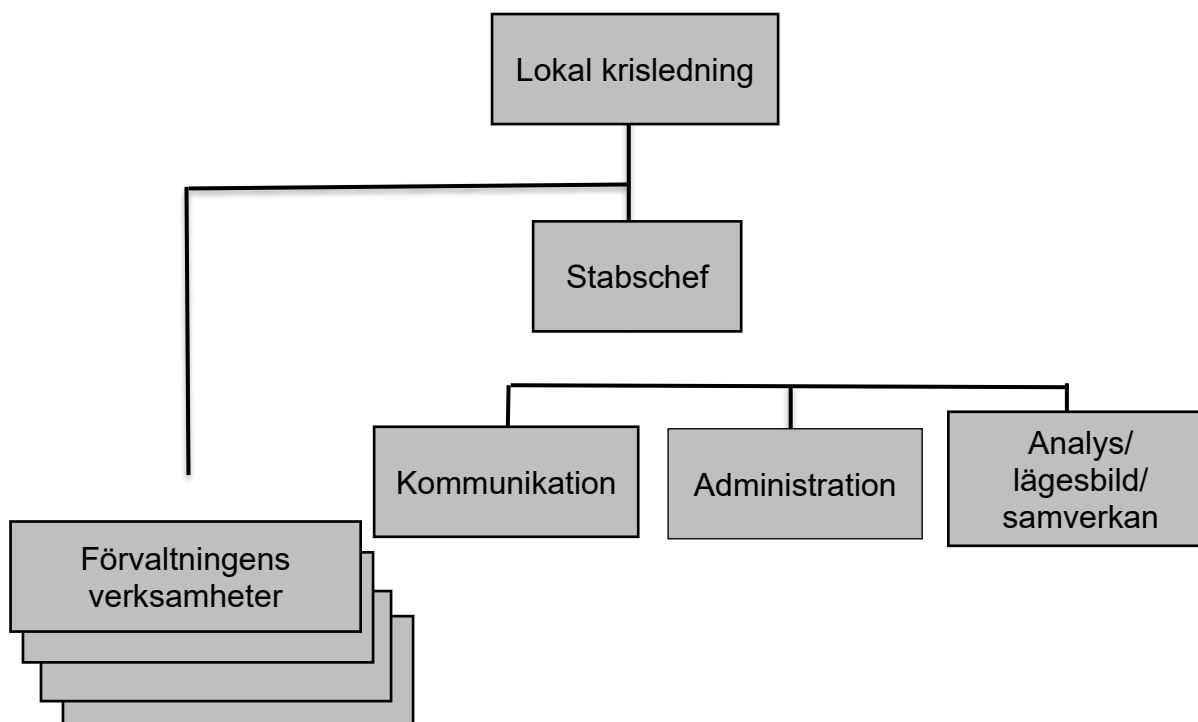 Lokal krisledning
Stabschef
Kommunikation
Administration
Analys/
lägesbild/
samverkan
Förvaltningens
verksamheter